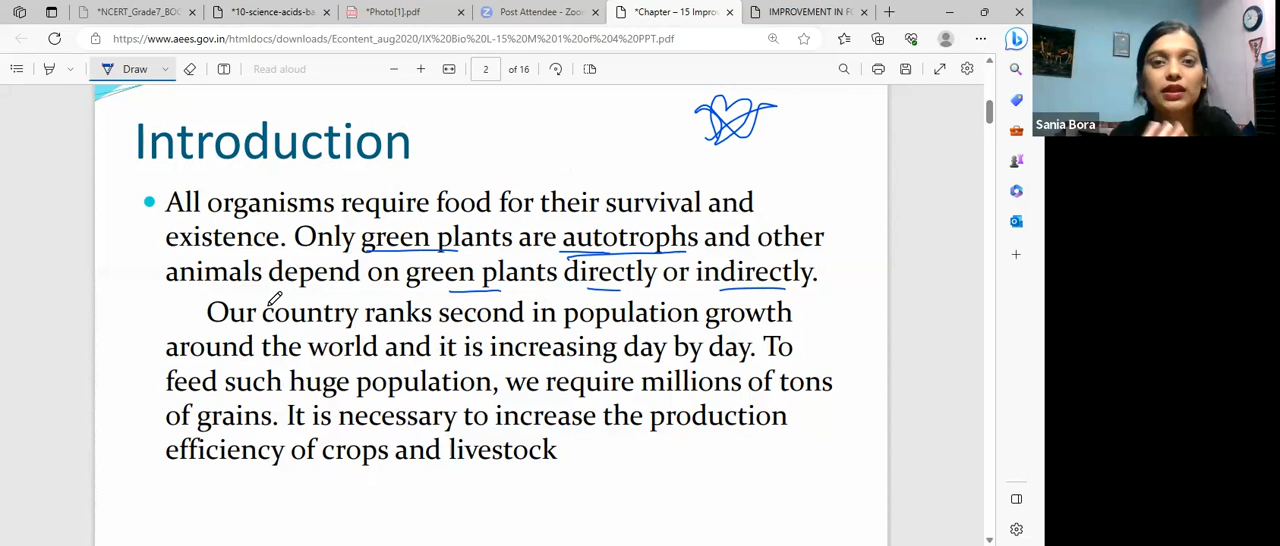 *NCERT_Grade7_BOC
*10-science-acids-ba
*Photo[1].pdf
Post Attendee - Zoom
*Chapter – 15 Impro
IMPROVEMENT IN FO
https://www.aees.gov.in/htmldocs/downloads/Econtent_aug2020/IX%20Bio%20L-15%20M%201%20of%204%20PPT.pdf
Draw
Read aloud
2
of 16
Sania Bora
Introduction
All organisms require food for their survival and
existence. Only green plants are autotrophs and other
animals depend on green plants directly or indirectly.
Our country ranks second in population growth
around the world and it is increasing day by day. To
feed such huge population, we require millions of tons
of grains. It is necessary to increase the production
efficiency of crops and livestock